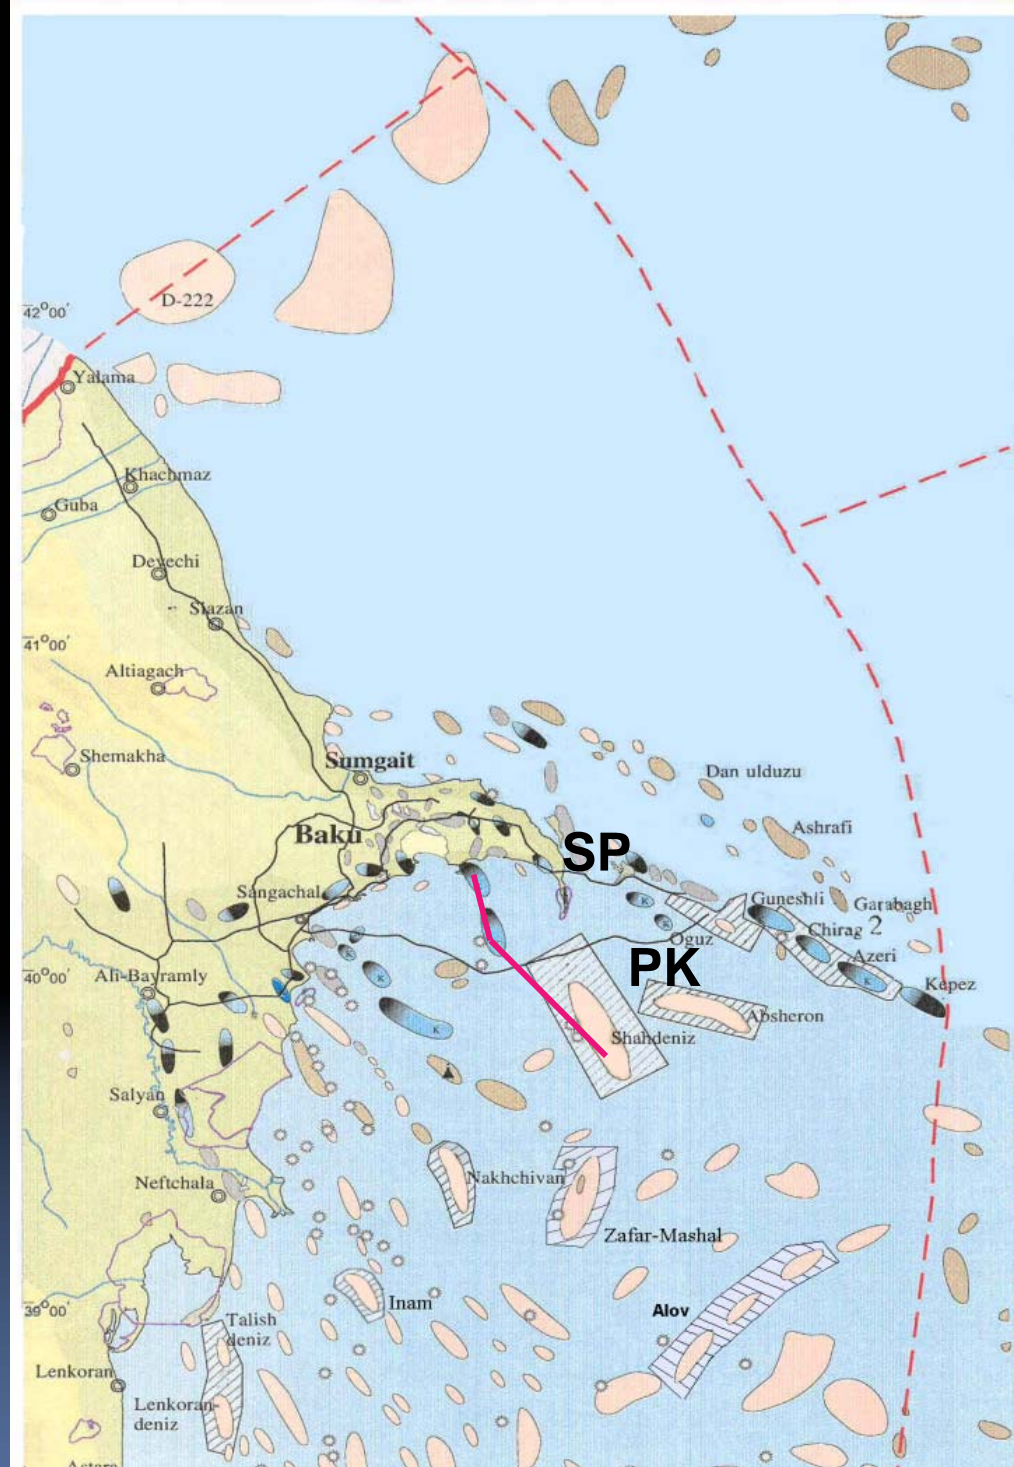 D-222
42°00'
Yalama
Khachmaz
Guba
Devechi
Siazan
41°00'
Altiagach
Shemakha
Sumgait
Dan ulduzu
Baku
Ashrafi
SP
Sangachal
Guneshli
Garabagh
Chirag 2
Oguz
Azeri
40°00'
Ali-Bayramly
PK
Kepez
Absheron
Shahdeniz
Salyan
Nakhchivan
Neftchala
Zafar-Mashal
39°00'
Inam
Alov
Talish
deniz
Lenkoran
Lenkoran-
deniz
Astara
K
K
K
K
K
K
K
K